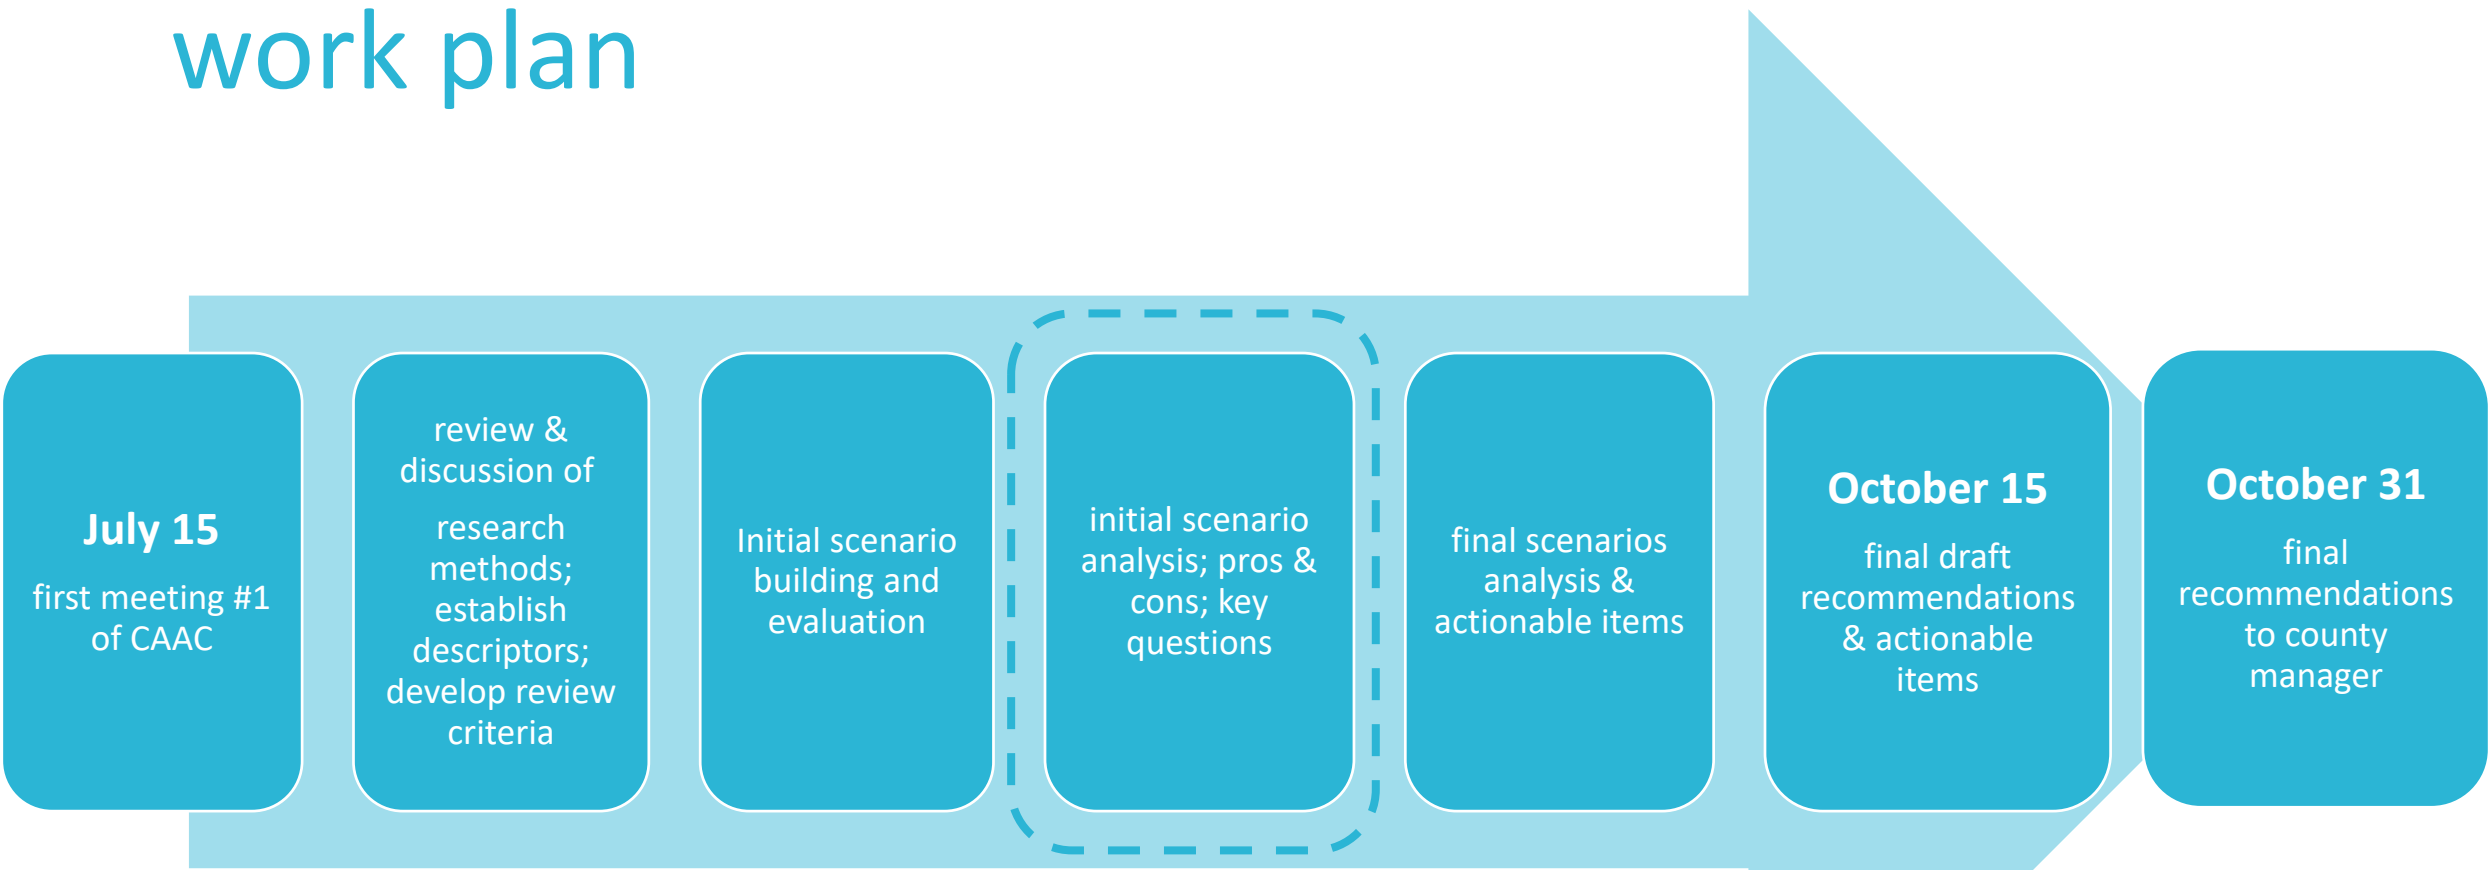 work plan
July 15
first meeting #1
of CAAC
review &
discussion of
research
methods;
establish
descriptors;
develop review
criteria
Initial scenario
building and
evaluation
initial scenario
analysis; pros &
cons; key
questions
final scenarios
analysis &
actionable items
October 15
final draft
recommendations
& actionable
items
October 31
final
recommendations
to county
manager